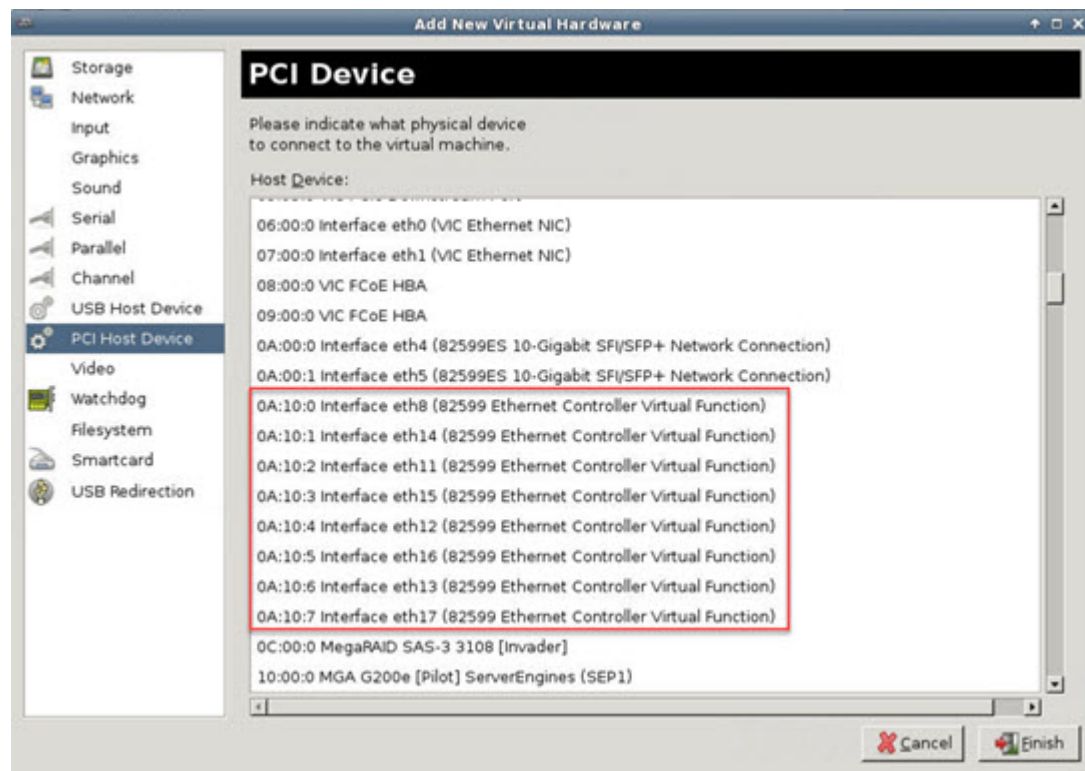 Add New Virtual Hardware
Storage
Network
Input
Graphics
Sound
Serial
Parallel
Channel
USB Host Device
PCI Host Device
Video
Watchdog
Filesystem
Smartcard
USB Redirection
PCI Device
Please indicate what physical device
to connect to the virtual machine.
Host Device:
06:00:0 Interface eth0 (VIC Ethernet NIC)
07:00:0 Interface eth1 (VIC Ethernet NIC)
08:00:0 VIC FCoE HBA
09:00:0 VIC FCoE HBA
0A:00:0 Interface eth4 (82599ES 10-Gigabit SFI/SFP+ Network Connection)
0A:00:1 Interface eth5 (82599ES 10-Gigabit SFI/SFP+ Network Connection)
0A:10:0 Interface eth8 (82599 Ethernet Controller Virtual Function)
0A:10:1 Interface eth14 (82599 Ethernet Controller Virtual Function)
0A:10:2 Interface eth11 (82599 Ethernet Controller Virtual Function)
0A:10:3 Interface eth15 (82599 Ethernet Controller Virtual Function)
0A:10:4 Interface eth12 (82599 Ethernet Controller Virtual Function)
0A:10:5 Interface eth16 (82599 Ethernet Controller Virtual Function)
0A:10:6 Interface eth13 (82599 Ethernet Controller Virtual Function)
0A:10:7 Interface eth17 (82599 Ethernet Controller Virtual Function)
0C:00:0 MegaRAID SAS-3 3108 [Invader]
10:00:0 MGA G200e [Pilot] ServerEngines (SEP1)
Cancel
Finish